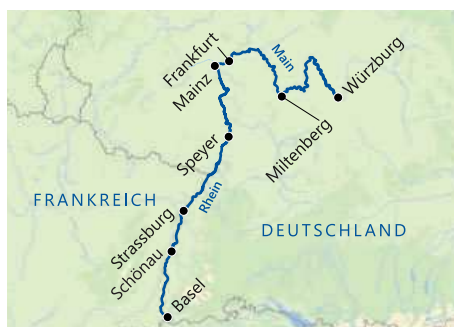 Frankfurt
Mainz
Main
Würzburg
Miltenberg
Speyer
Rhein
FRANKREICH
Strassburg
DEUTSCHLAND
Schönau
Basel